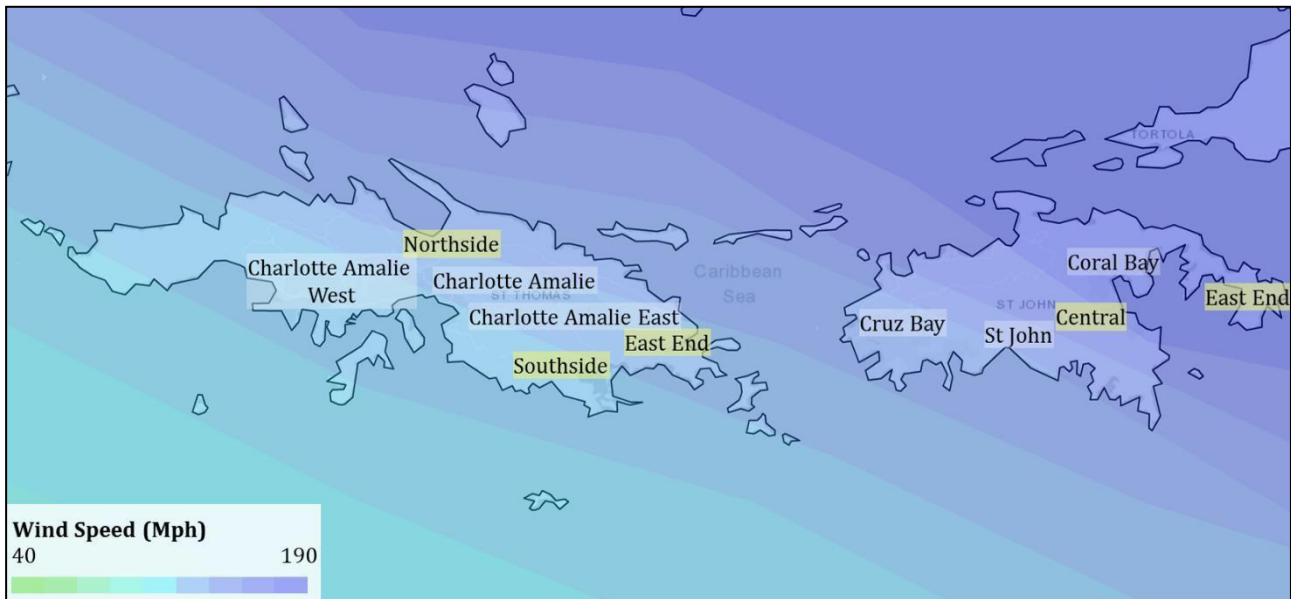 TORTOLA
Northside
Caribbean
Sea
Charlotte Amalie
West
Charlotte Amalie
ST THOMAS
Coral Bay
East End
ST JOHN
Central
Charlotte Amalie East
Cruz Bay
St John
East End
Southside
Wind Speed (Mph)
40 190